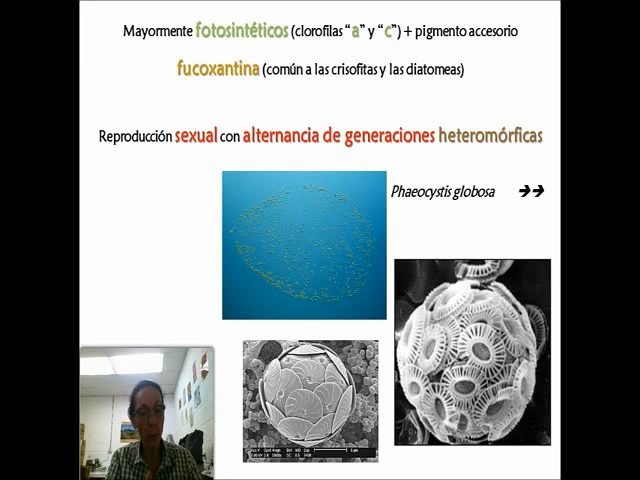 Mayormente fotosintéticos (clorofilas “a” y “c”) + pigmento accesorio
fucoxantina (común a las crisofitas y las diatomeas)
Reproducción sexual con alternancia de generaciones heteromórficas
Phaeocystis globosa